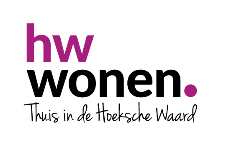 hw
wonen.
Thuis in de Hoeksche Waard